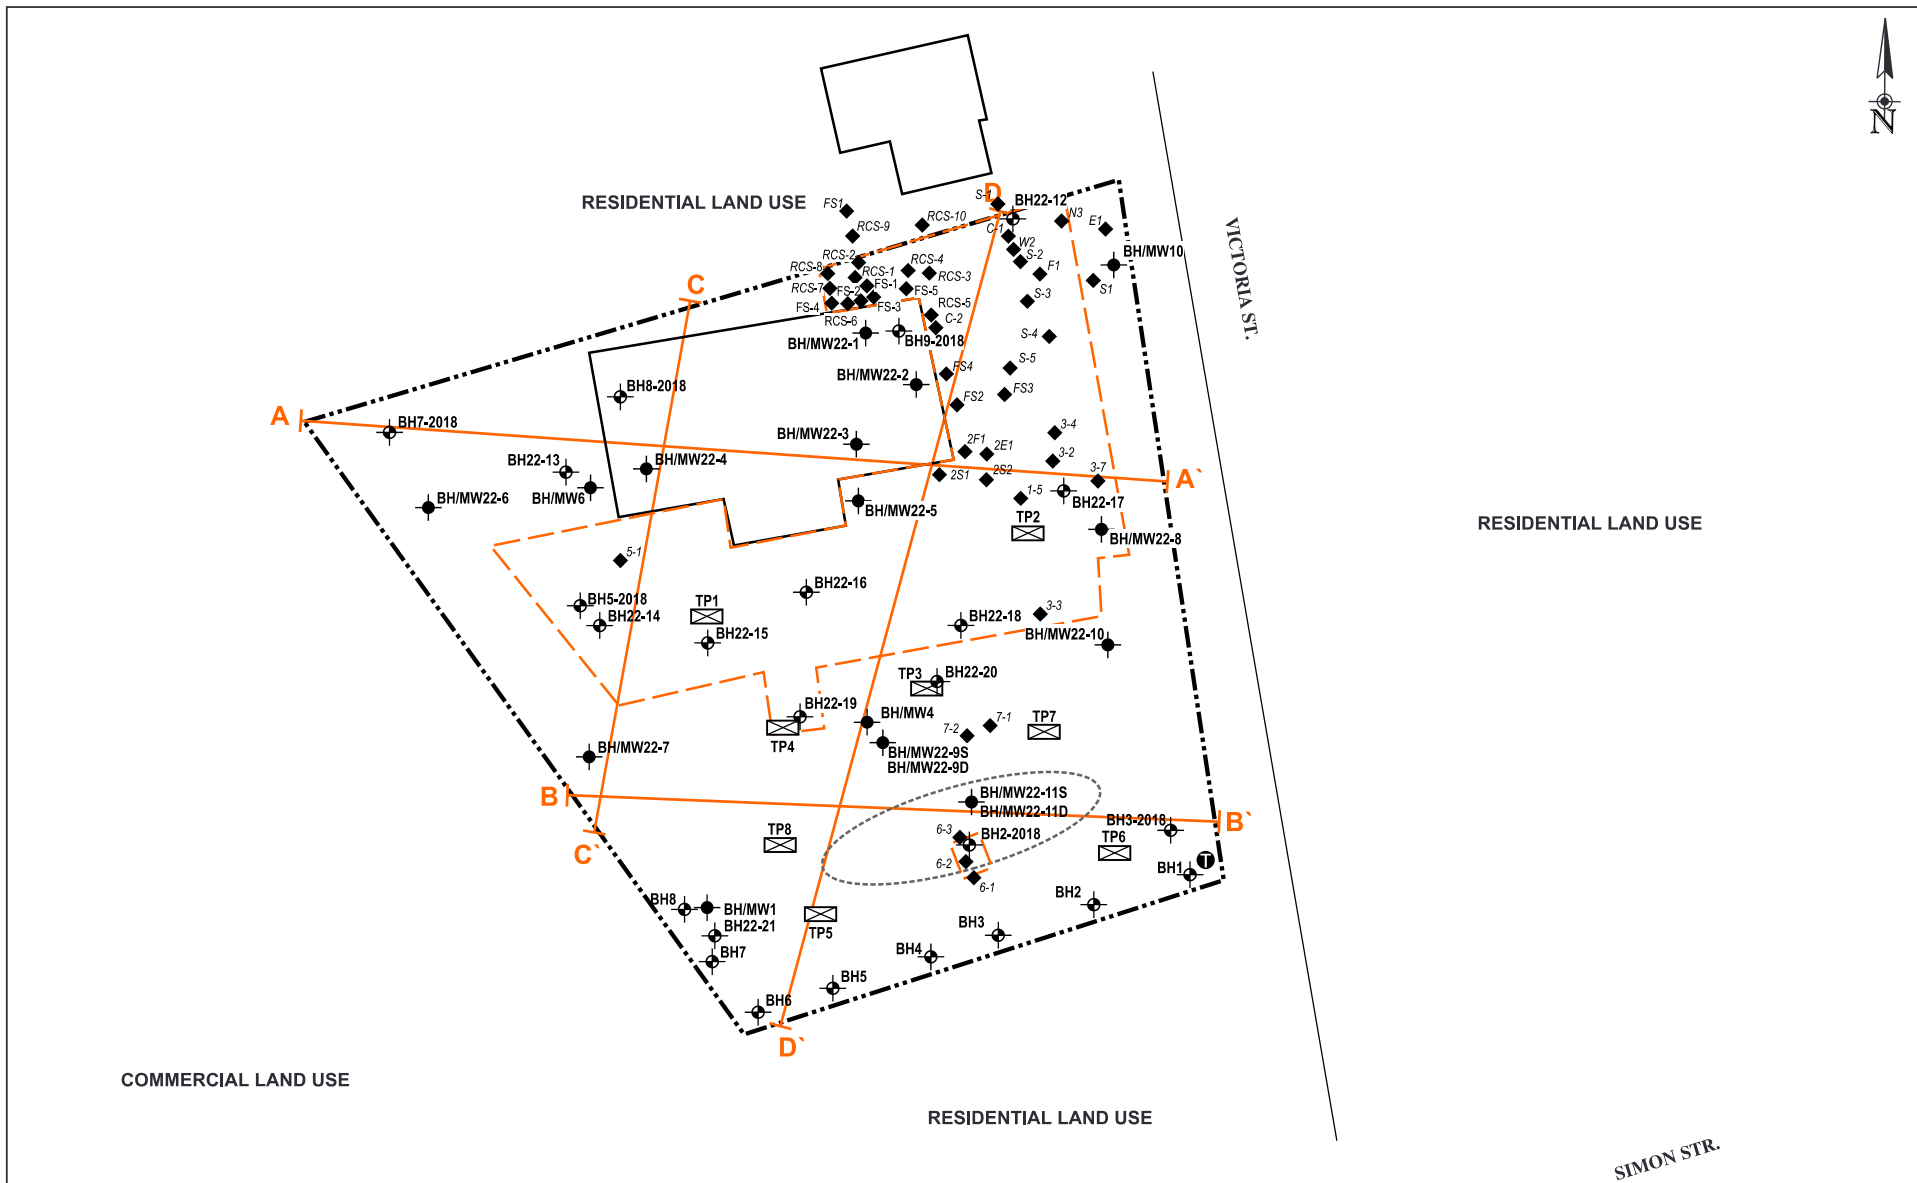 N
RESIDENTIAL LAND USE
D
S-1
BH22-12
FS1
RCS-9
RCS-10
C-1
W2
N3
E1
VICTORIA ST.
RCS-2
S-2
BH/MW10
RCS-8
RCS-1
RCS-4
RCS-3
F1
S1
C
RCS-7
FS-2
FS-1
FS-5
S-3
FS-4
FS-3
RCS-5
RCS-6
C-2
BH/MW22-1
BH9-2018
S-4
BH/MW22-2
FS4
S-5
BH8-2018
FS2
FS3
A
BH7-2018
BH/MW22-3
3-4
2F1
2E1
3-2
BH22-13
BH/MW22-4
2S1
2S2
3-7
A`
BH/MW22-6
BH/MW6
BH/MW22-5
1-5
BH22-17
TP2
RESIDENTIAL LAND USE
BH/MW22-8
5-1
BH22-16
BH5-2018
TP1
BH22-14
BH22-18
3-3
BH22-15
BH/MW22-10
TP3
BH22-20
BH22-19
BH/MW4
7-2
7-1
TP7
TP4
BH/MW22-7
BH/MW22-9S
BH/MW22-9D
B
BH/MW22-11S
BH/MW22-11D
B`
C`
TP8
6-3
BH2-2018
BH3-2018
TP6
6-2
T
BH1
6-1
BH2
BH8
BH/MW1
BH22-21
TP5
BH3
BH7
BH4
BH5
BH6
D`
COMMERCIAL LAND USE
RESIDENTIAL LAND USE
SIMON STR.